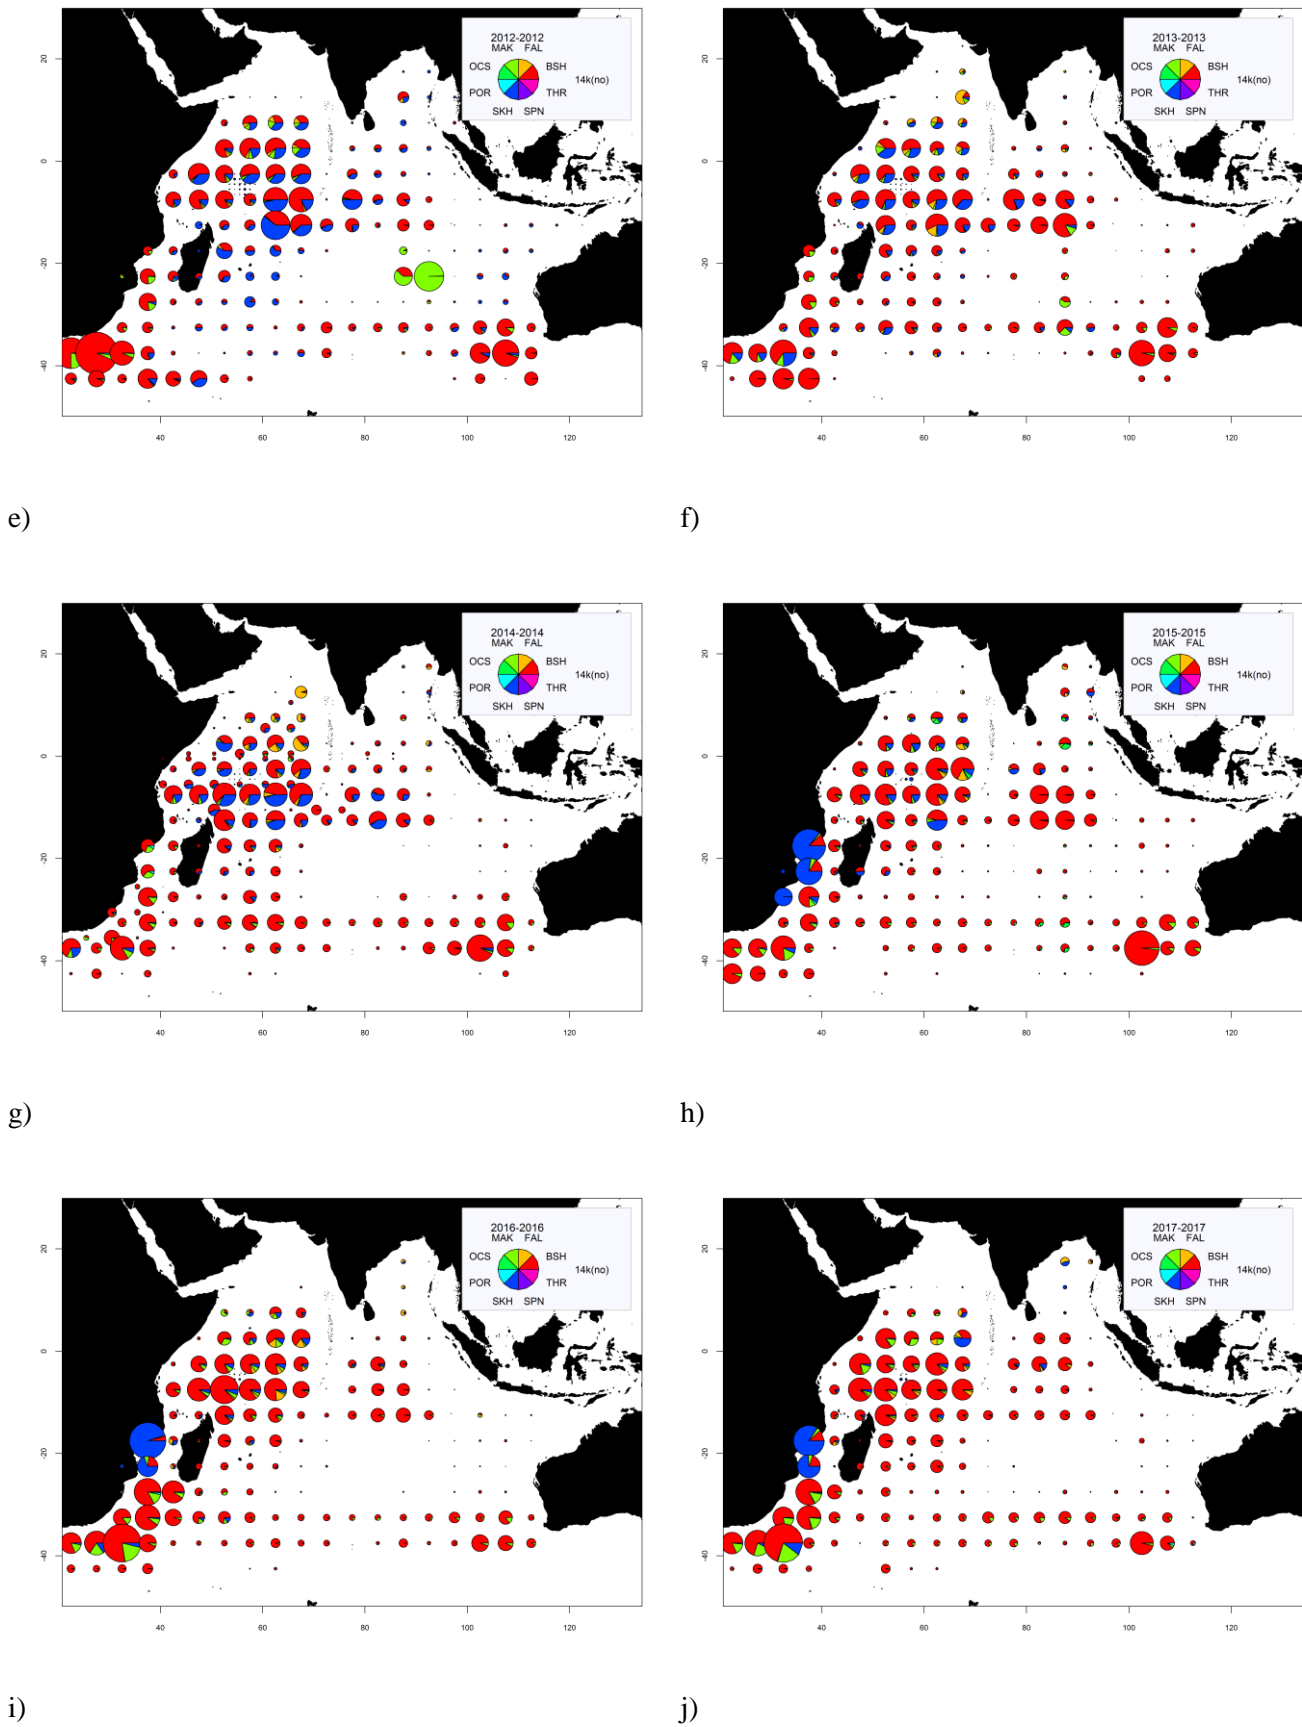 2012-2012
MAK FAL
OCS BSH
14k(no)
POR THR
SKH SPN
20
0
-20
-40
40 60 80 100 120
2013-2013
MAK FAL
OCS BSH
14k(no)
POR THR
SKH SPN
20
0
-20
-40
40 60 80 100 120
e) f)
2014-2014
MAK FAL
OCS BSH
14k(no)
POR THR
SKH SPN
20
0
-20
-40
40 60 80 100 120
2015-2015
MAK FAL
OCS BSH
14k(no)
POR THR
SKH SPN
20
0
-20
-40
40 60 80 100 120
g) h)
2016-2016
MAK FAL
OCS BSH
14k(no)
POR THR
SKH SPN
20
0
-20
-40
40 60 80 100 120
2017-2017
MAK FAL
OCS BSH
14k(no)
POR THR
SKH SPN
20
0
-20
-40
40 60 80 100 120
i) j)